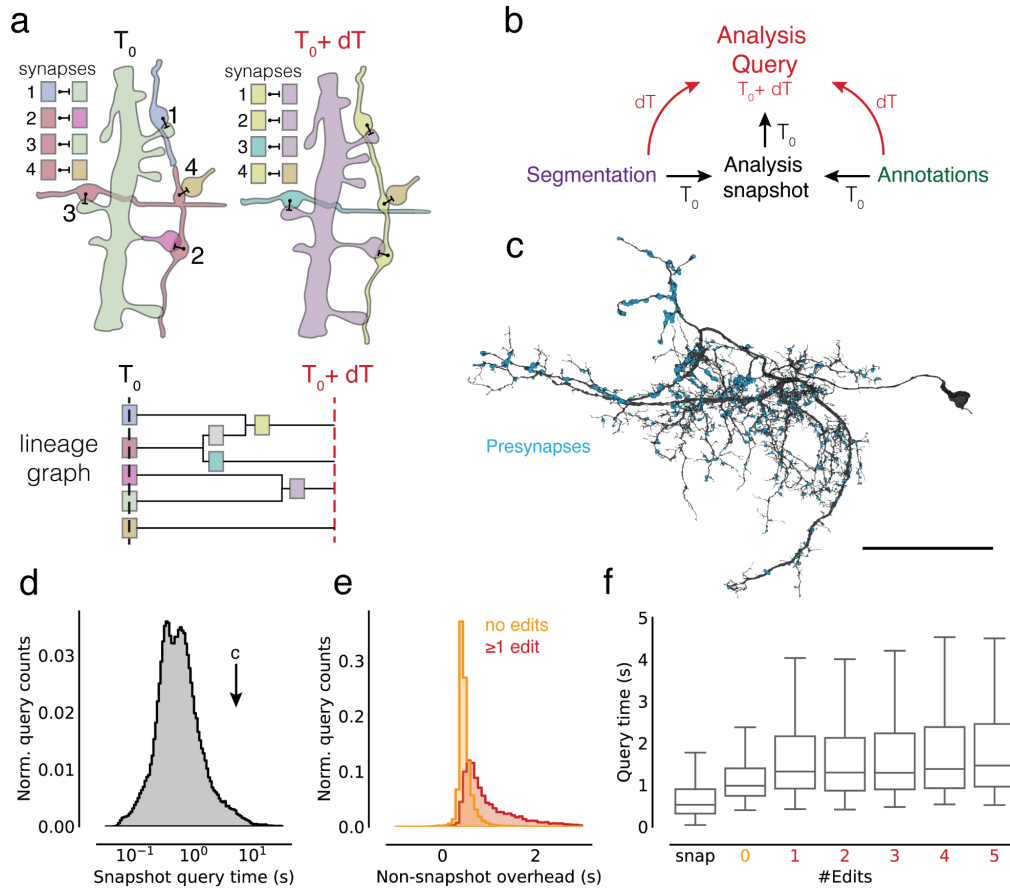 a
T0
T0+ dT
synapses
1
2
3
4
1
4
3
2
synapses
1
2
3
4
T0
T0+ dT
lineage
graph
b
Analysis
Query
T0+ dT
dT
dT
T0
Segmentation
Analysis
snapshot
Annotations
T0
T0
c
Presynapses
d
Norm. query counts
0.03
0.02
0.01
0.00
c
10-1
100
101
Snapshot query time (s)
e
Norm. query counts
0.3
0.2
0.1
0.0
no edits
≥1 edit
0
2
Non-snapshot overhead (s)
f
Query time (s)
5
4
3
2
1
0
snap
0
1
2
3
4
5
#Edits